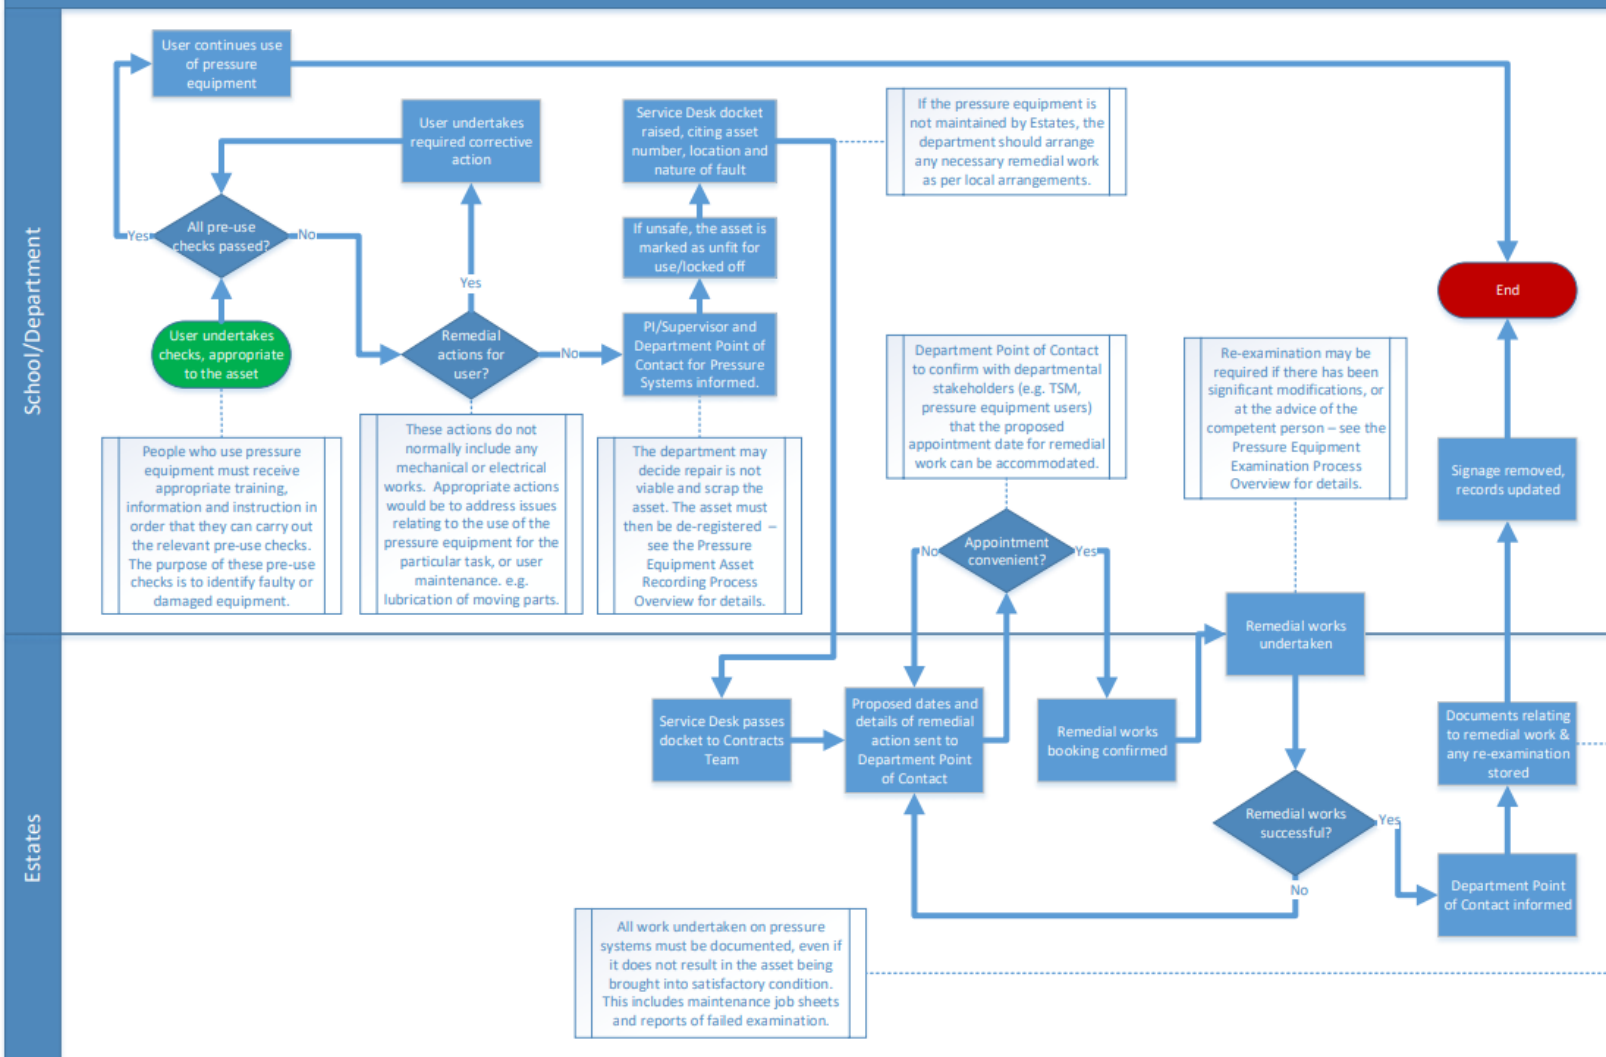 School/Department
User continues use
of pressure
equipment
User undertakes
required corrective
action
Service Desk docket
raised, citing asset
number, location and
nature of fault
If the pressure equipment is
not maintained by Estates, the
department should arrange
any necessary remedial work
as per local arrangements.
All pre-use
checks passed?
Yes
No
If unsafe, the asset is
marked as unfit for
use/locked off
Yes
End
User undertakes
checks, appropriate
to the asset
Remedial
actions for
user?
No
PI/Supervisor and
Department Point of
Contact for Pressure
Systems informed.
Department Point of Contact
to confirm with departmental
stakeholders (e.g. TSM,
pressure equipment users)
that the proposed
appointment date for remedial
work can be accommodated.
Re-examination may be
required if there has been
significant modifications, or
at the advice of the
competent person – see the
Pressure Equipment
Examination Process
Overview for details.
People who use pressure
equipment must receive
appropriate training,
information and instruction in
order that they can carry out
the relevant pre-use checks.
The purpose of these pre-use
checks is to identify faulty or
damaged equipment.
These actions do not
normally include any
mechanical or electrical
works.  Appropriate actions
would be to address issues
relating to the use of the
pressure equipment for the
particular task, or user
maintenance. e.g.
lubrication of moving parts.
The department may
decide repair is not
viable and scrap the
asset. The asset must
then be de-registered –
see the Pressure
Equipment Asset
Recording Process
Overview for details.
Signage removed,
records updated
No
Appointment
convenient?
Yes
Remedial works
undertaken
Estates
Service Desk passes
docket to Contracts
Team
Proposed dates and
details of remedial
action sent to
Department Point
of Contact
Remedial works
booking confirmed
Documents relating
to remedial work &
any re-examination
stored
Remedial works
successful?
Yes
No
Department Point
of Contact informed
All work undertaken on pressure
systems must be documented, even if
it does not result in the asset being
brought into satisfactory condition.
This includes maintenance job sheets
and reports of failed examination.